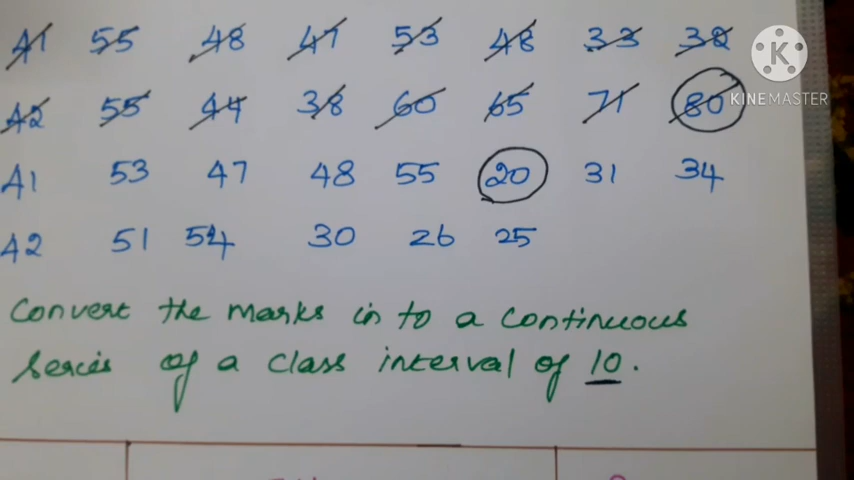 41 55 48 47 53 48 33 38
42 55 44 38 60 65 71 80
41 53 47 48 55 20 31 34
42 51 54 30 26 25
Convert the marks in to a continuous
series of a class interval of 10.
K
KINEMASTER